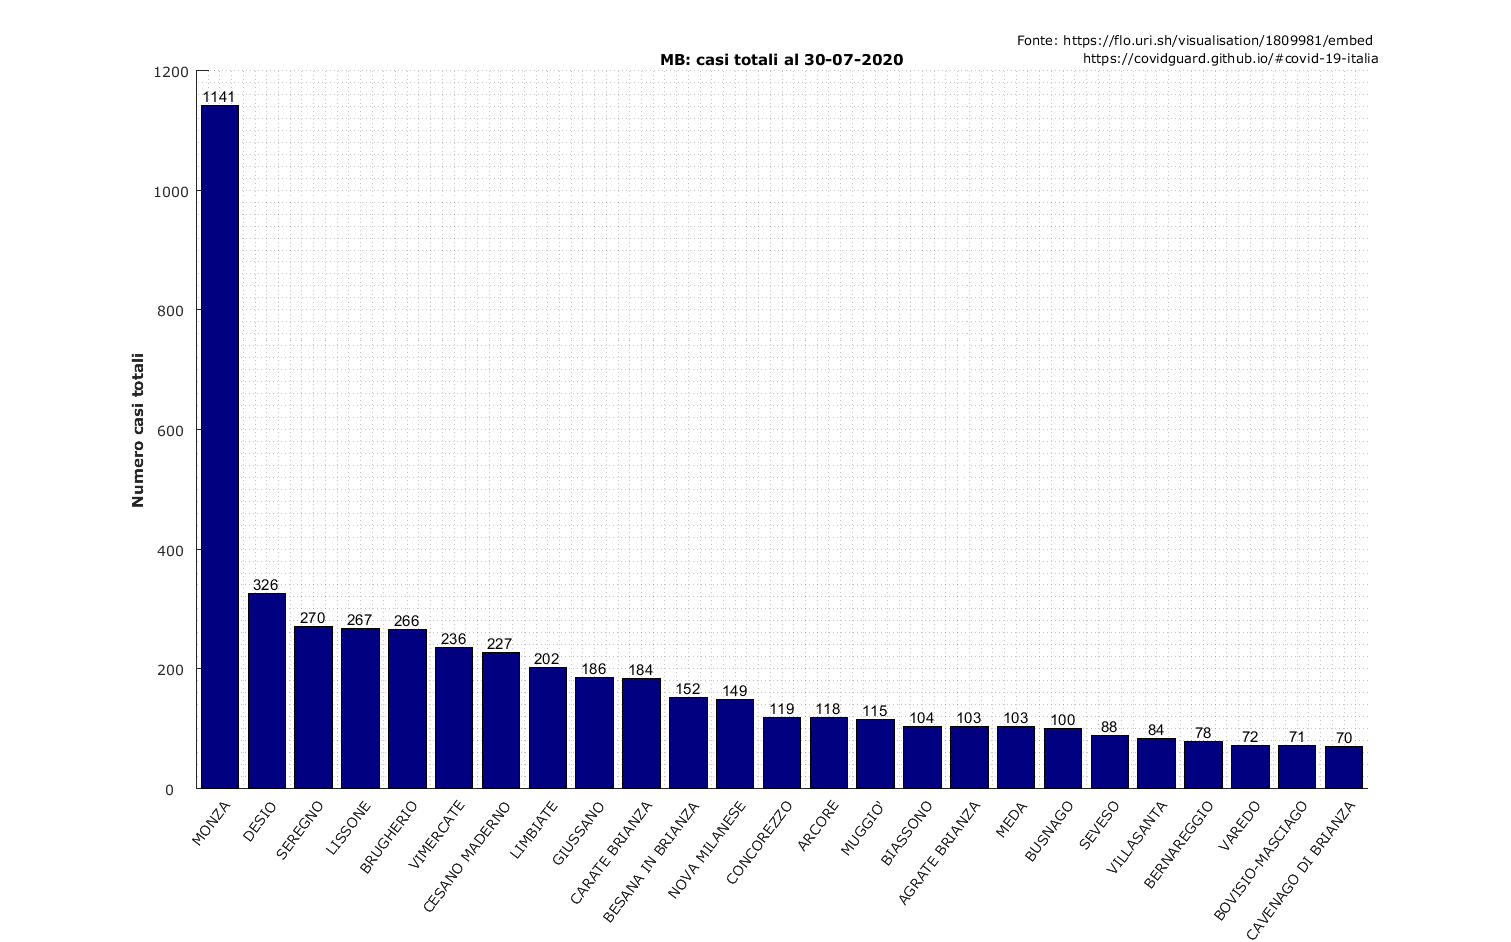 Fonte: https://flo.uri.sh/visualisation/1809981/embed
https://covidguard.github.io/#covid-19-italia
MB: casi totali al 30-07-2020
Numero casi totali
1200
1000
800
600
400
200
0
1141
326
270
267
266
236
227
202
186
184
152
149
119
118
115
104
103
103
100
88
84
78
72
71
70
MONZA
DESIO
SEREGNO
LISSONE
BRUGHERIO
VIMERCATE
CESANO MADERNO
LIMBIATE
GIUSSANO
CARATE BRIANZA
BESANA IN BRIANZA
NOVA MILANESE
CONCOREZZO
ARCORE
MUGGIO'
BIASSONO
AGRATE BRIANZA
MEDA
BUSNAGO
SEVESO
VILLASANTA
BERNAREGGIO
VAREDO
BOVISIO-MASCIAGO
CAVENAGO DI BRIANZA